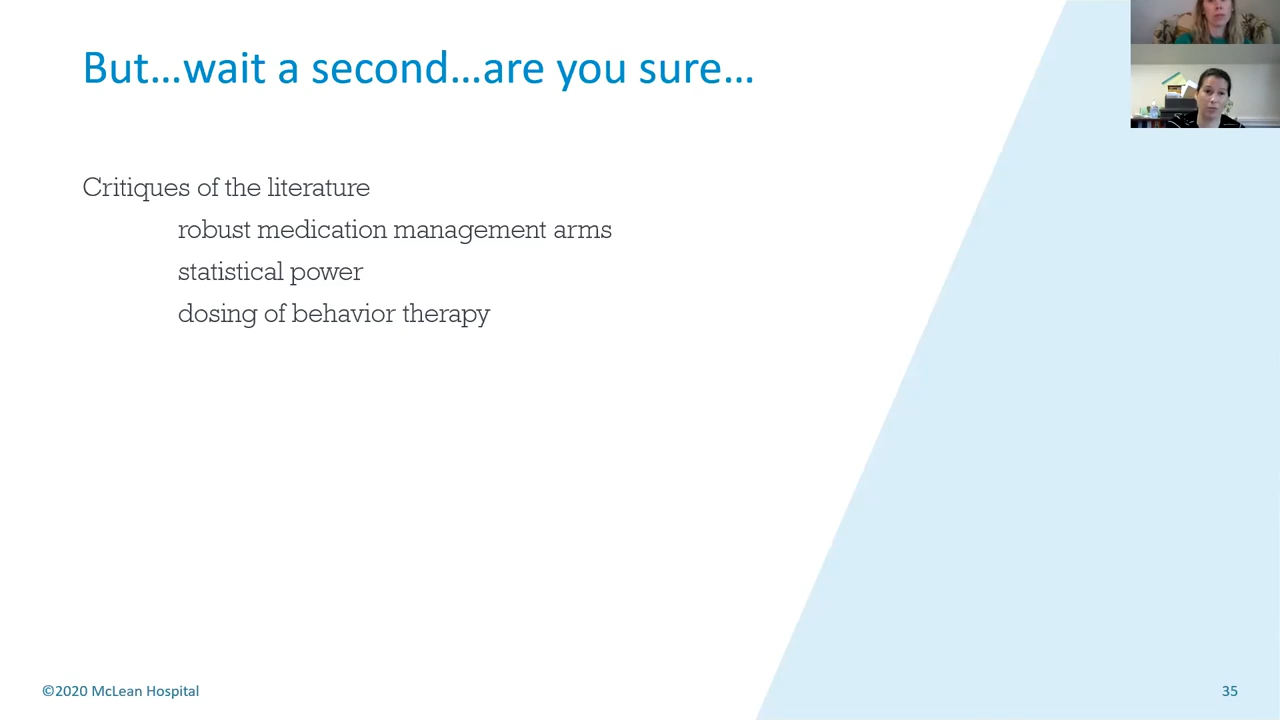 But…wait a second…are you sure…
Critiques of the literature
robust medication management arms
statistical power
dosing of behavior therapy
©2020 McLean Hospital
35